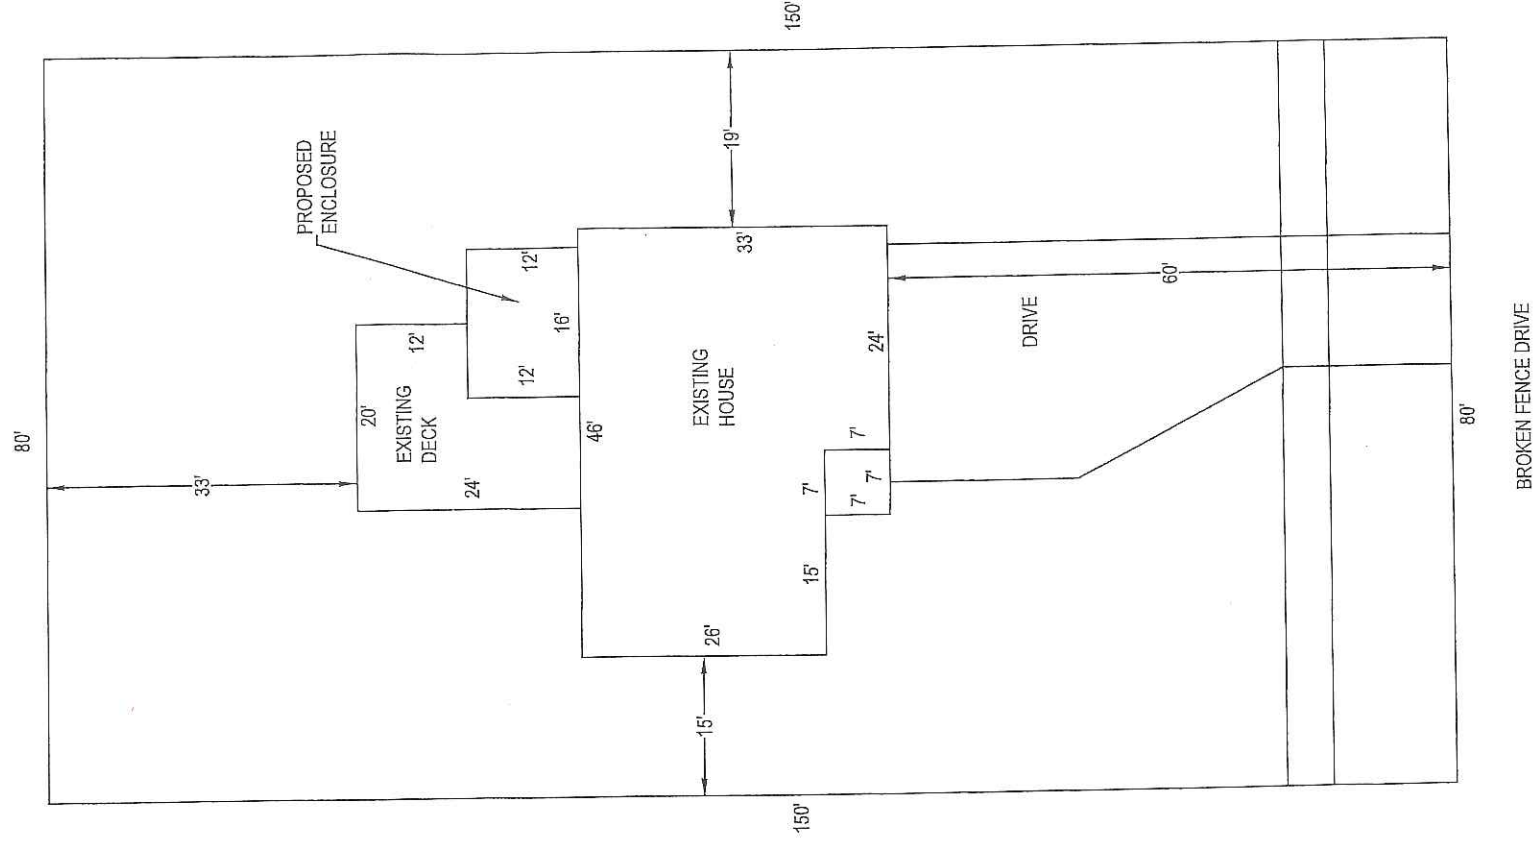 150'
80'
33'
PROPOSED
ENCLOSURE
19'
12'
12'
20'
EXISTING
DECK
24'
12'
16'
46'
33'
EXISTING
HOUSE
26'
15'
15'
7'
7'
7'
7'
24'
DRIVE
60'
80'
BROKEN FENCE DRIVE
150'